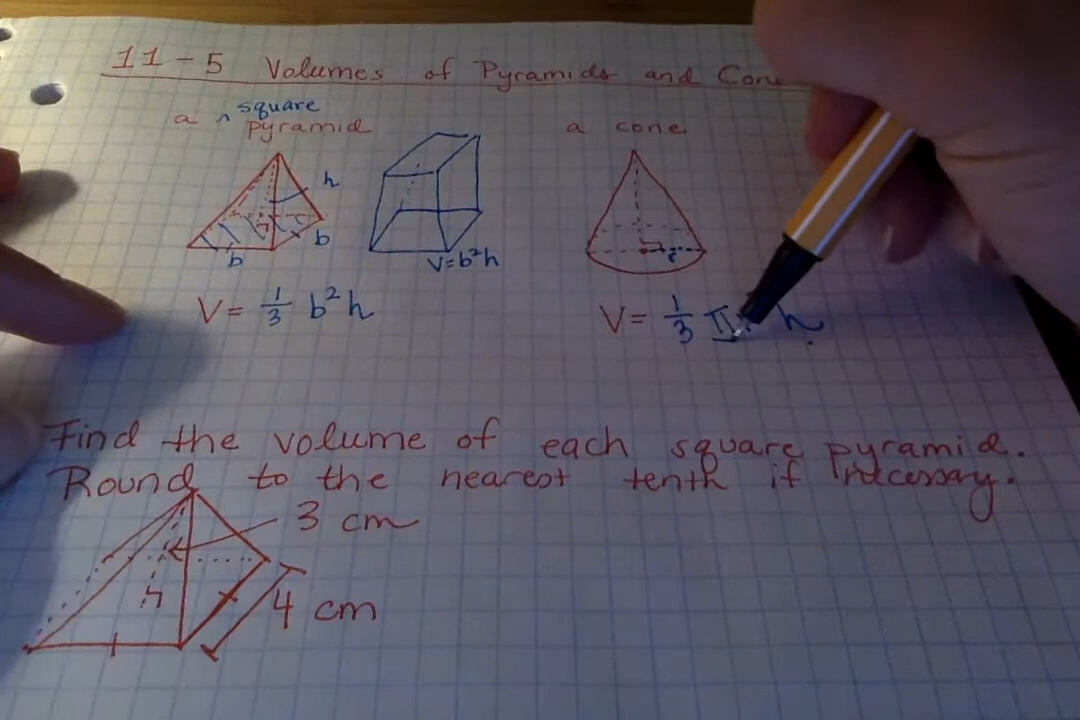 11-5 Volumes of Pyramids and Cone
a ^ square pyramid
a cone
h
b
b
V=b²h
r
V= 1/3 b²h
V= 1/3 π h
Find the volume of each square pyramid.
Round to the nearest tenth if necessary.
3 cm
4 cm